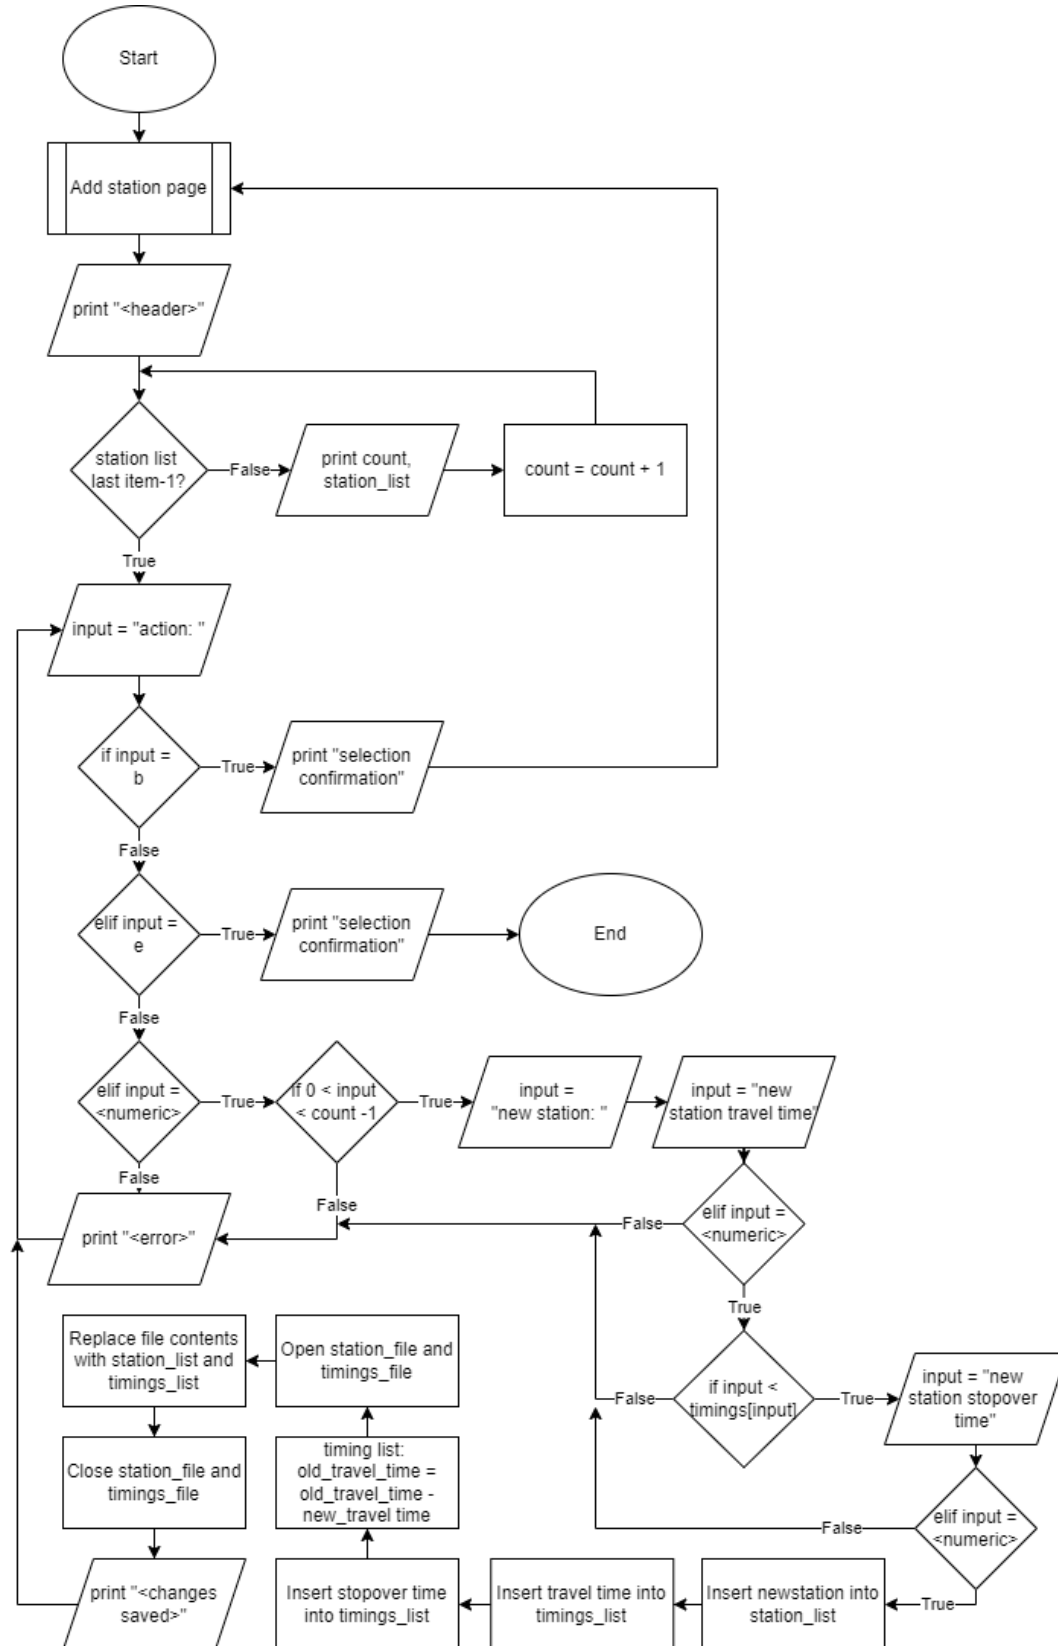 Start
Add station page
print "<header>"
station list
last item-1?
False
print count,
station_list
count = count + 1
True
input = "action: "
if input =
b
True
print "selection
confirmation"
False
elif input =
e
True
print "selection
confirmation"
End
False
elif input =
<numeric>
True
if 0 < input
< count -1
True
input =
"new station: "
input = "new
station travel time"
False
False
print "<error>"
False
elif input =
<numeric>
True
if input <
timings[input]
False
True
input = "new
station stopover
time"
elif input =
<numeric>
False
True
Insert newstation into
station_list
Insert travel time into
timings_list
Insert stopover time
into timings_list
timing list:
old_travel_time =
old_travel_time -
new_travel time
Open station_file and
timings_file
Replace file contents
with station_list and
timings_list
Close station_file and
timings_file
print "<changes
saved>"